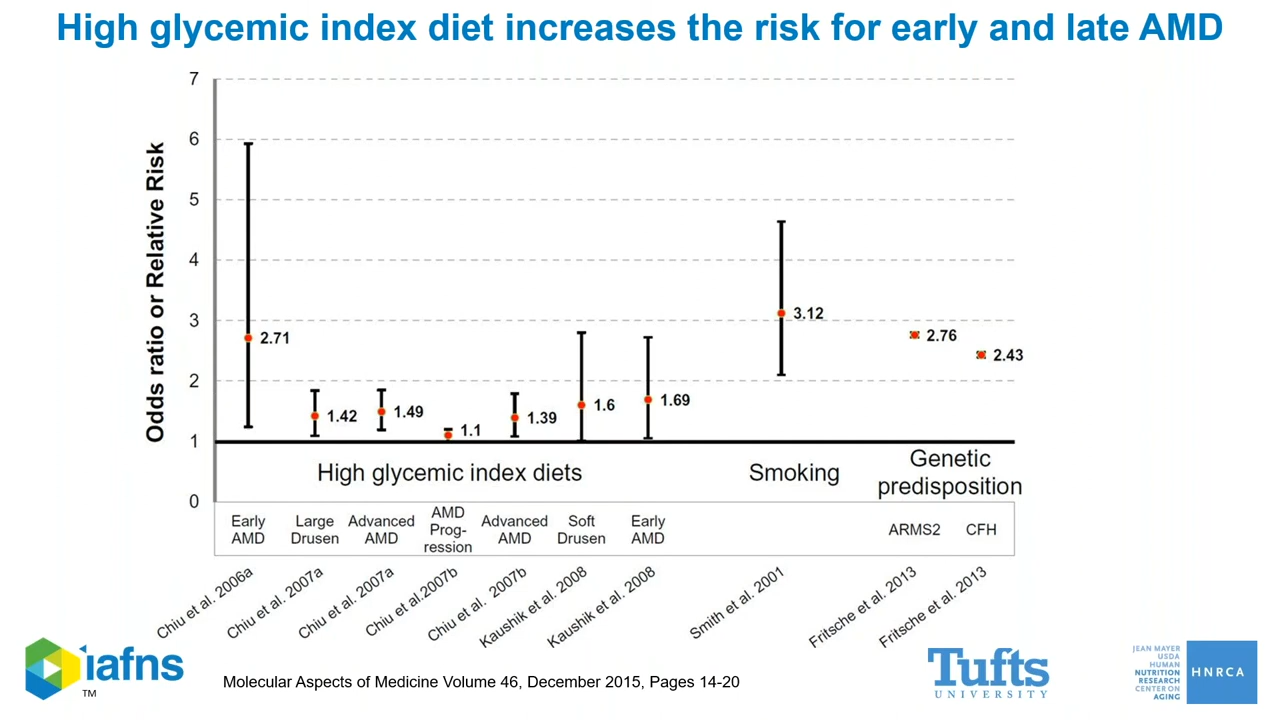 High glycemic index diet increases the risk for early and late AMD
Odds ratio or Relative Risk
7
6
5
4
3
2
1
0
2.71
1.42
1.49
1.1
1.39
1.6
1.69
3.12
2.76
2.43
High glycemic index diets
Smoking
Genetic
predisposition
Early
AMD
Large
Drusen
Advanced
AMD
AMD
Prog-
ression
Advanced
AMD
Soft
Drusen
Early
AMD
ARMS2
CFH
Chiu et al. 2006a
Chiu et al. 2007a
Chiu et al. 2007a
Chiu et al.2007b
Chiu et al. 2007b
Kaushik et al. 2008
Kaushik et al. 2008
Smith et al. 2001
Fritsche et al. 2013
Fritsche et al. 2013
iafns
TM
Molecular Aspects of Medicine Volume 46, December 2015, Pages 14-20
Tufts
UNIVERSITY
JEAN MAYER
USDA
HUMAN
NUTRITION
RESEARCH
CENTER ON
AGING
HNRCA